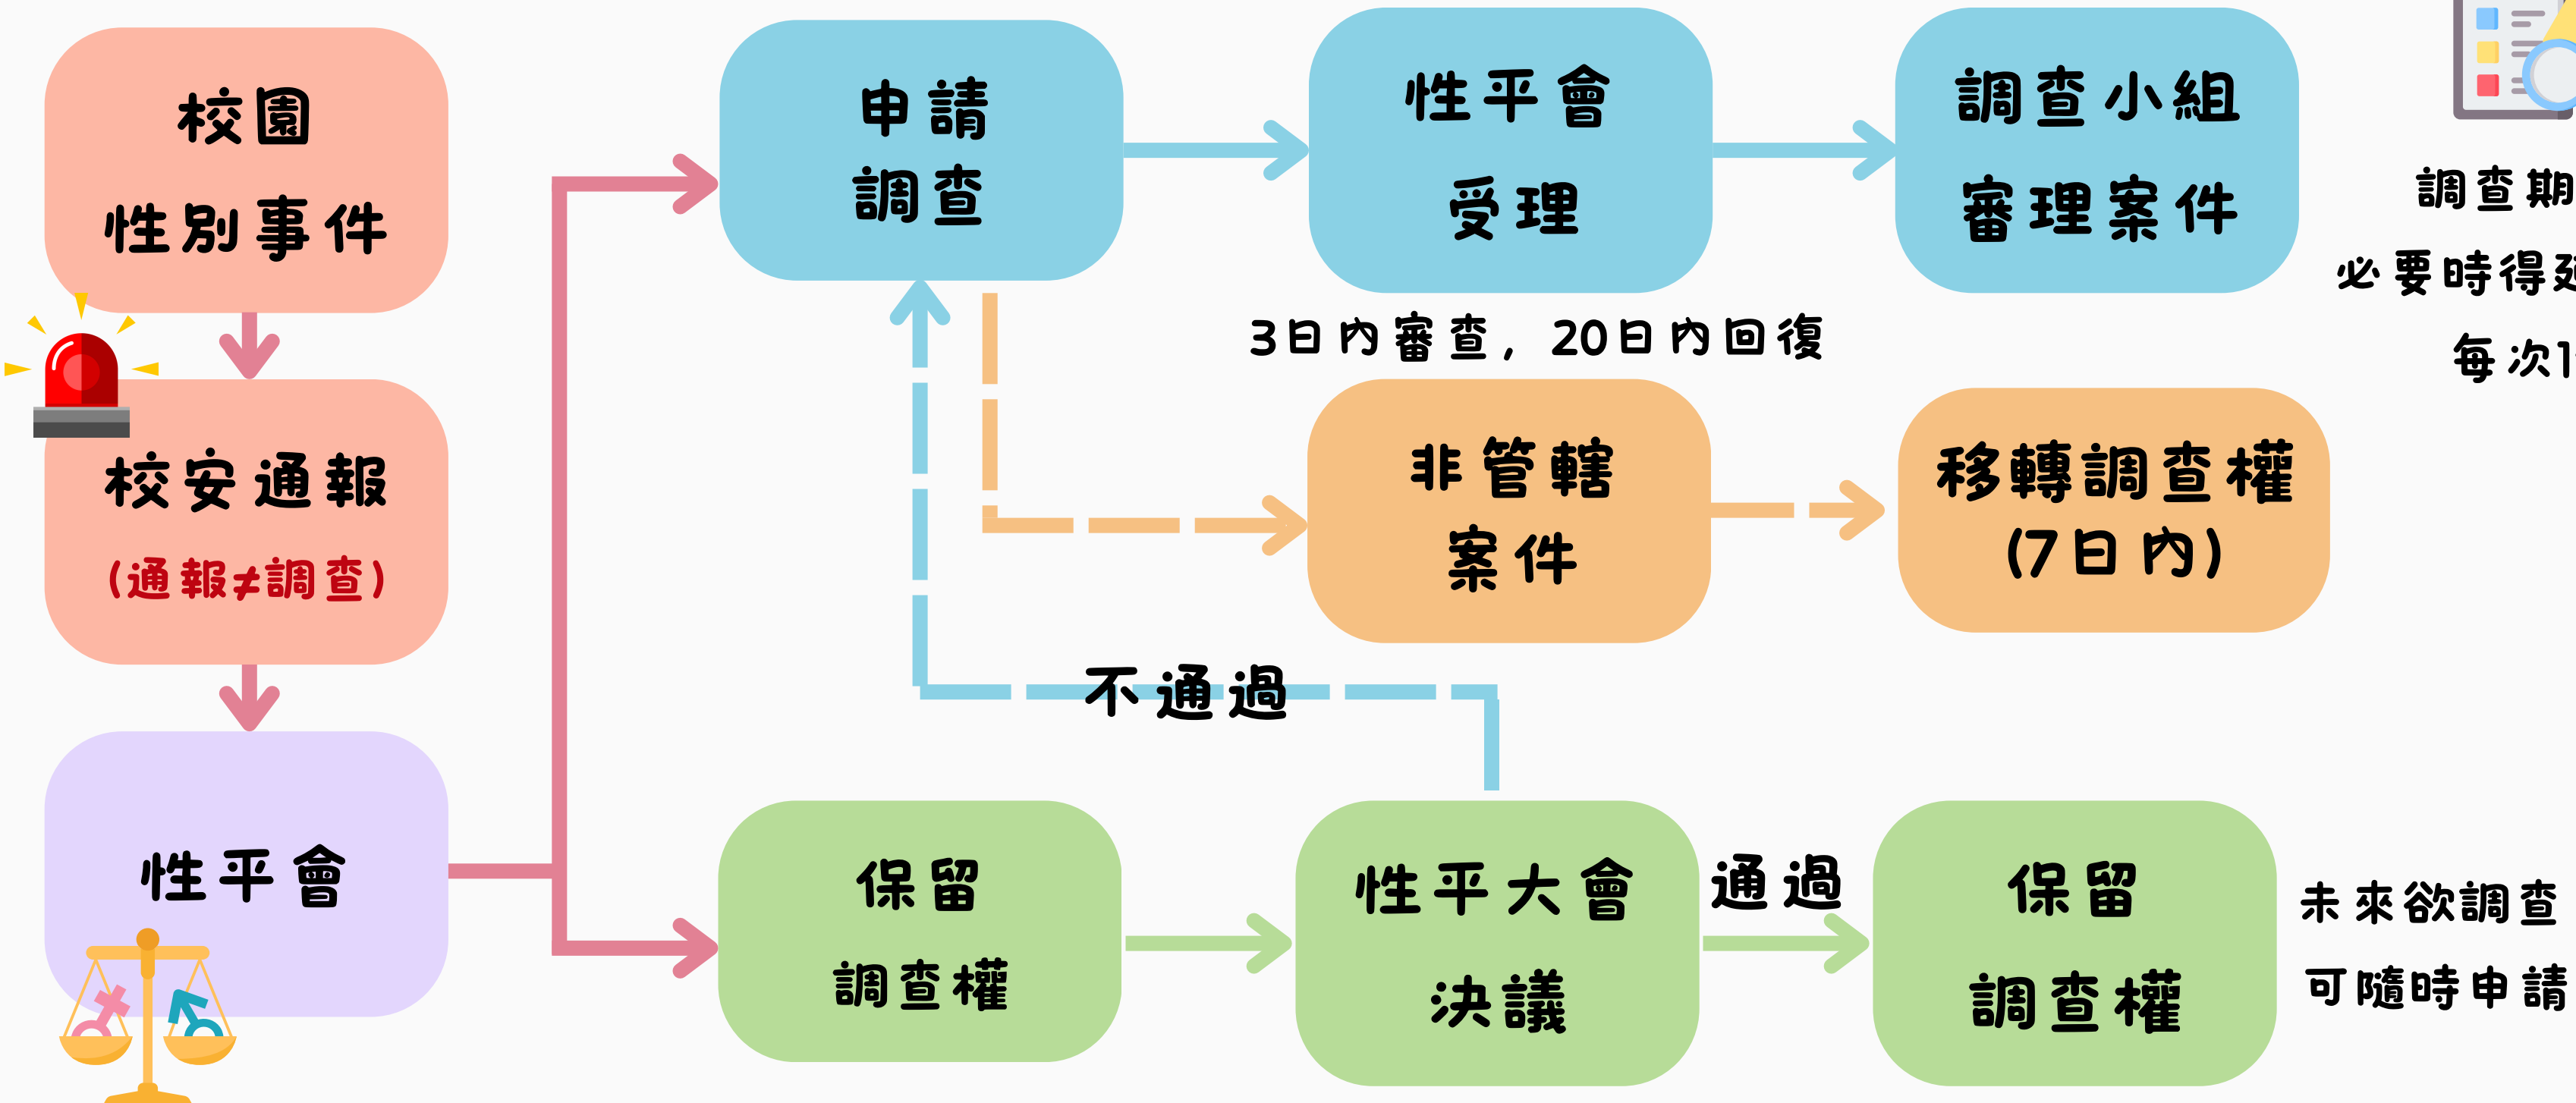 校園
性別事件
校安通報
(通報≠調查)
性平會
申請
調查
性平會
受理
調查小組
審理案件
3日內審查, 20日內回復
調查期
必要時得
每次1
非管轄
案件
移轉調查權
(7日內)
不通過
保留
調查權
性平大會
決議
通過
保留
調查權
未來欲調查
可隨時申請